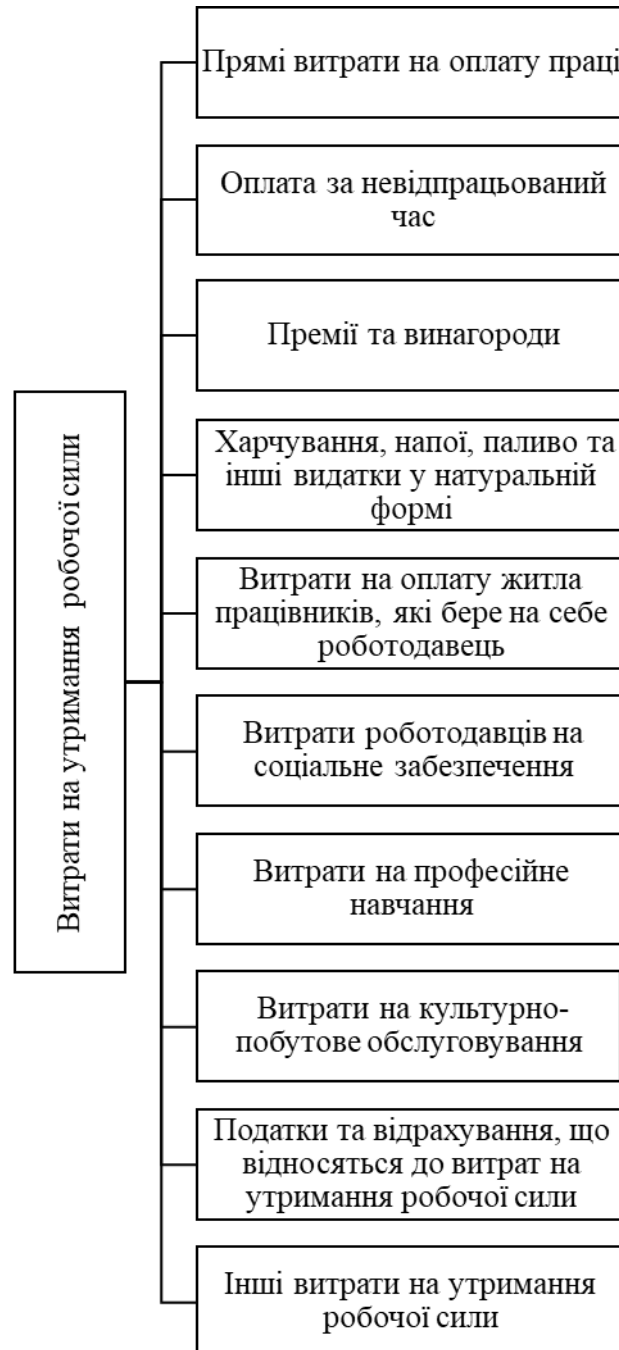 Витрати на утримання робочої сили
Прямі витрати на оплату праці
Оплата за невідпрацьований
час
Премії та винагороди
Харчування, напої, паливо та
інші видатки у натуральній
формі
Витрати на оплату житла
працівників, які бере на себе
роботодавець
Витрати роботодавців на
соціальне забезпечення
Витрати на професійне
навчання
Витрати на культурно-
побутове обслуговування
Податки та відрахування, що
відносяться до витрат на
утримання робочої сили
Інші витрати на утримання
робочої сили